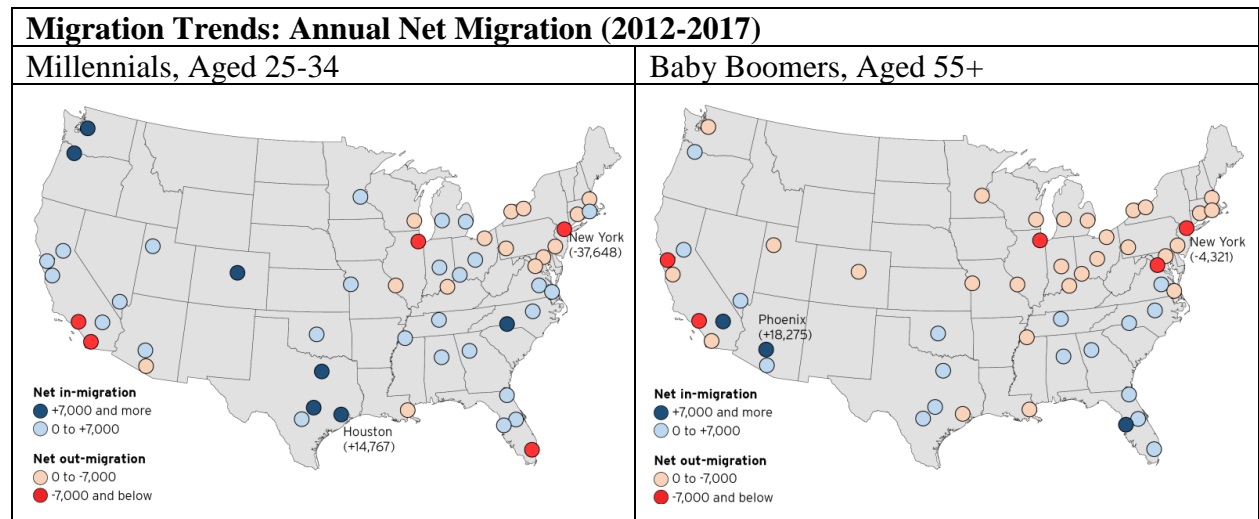 Migration Trends: Annual Net Migration (2012-2017)
Millennials, Aged 25-34
Baby Boomers, Aged 55+
New York
(-37,648)
Houston
(+14,767)
Net in-migration
+7,000 and more
0 to +7,000
Net out-migration
0 to -7,000
-7,000 and below
New York
(-4,321)
Phoenix
(+18,275)
Net in-migration
+7,000 and more
0 to +7,000
Net out-migration
0 to -7,000
-7,000 and below